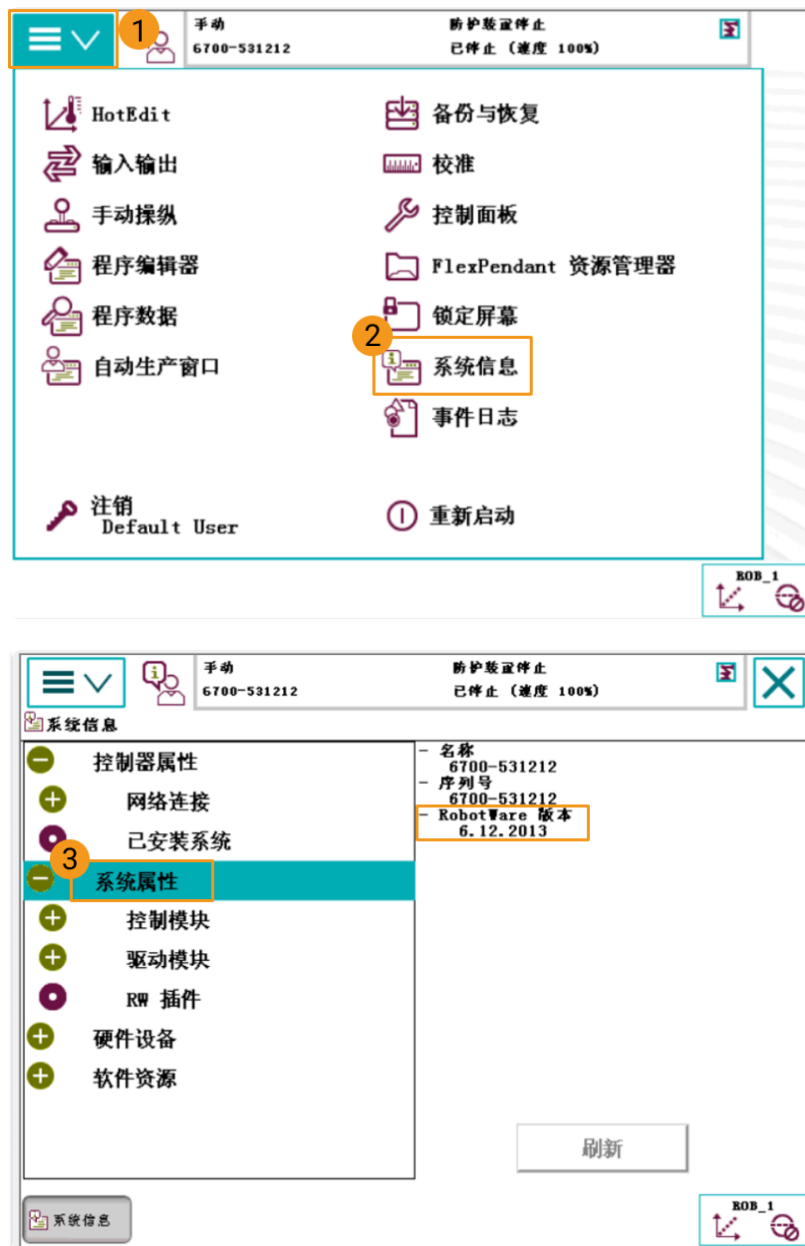 1
手动
6700-531212
防护装置停止
已停止 (速度 100%)
HotEdit
备份与恢复
输入输出
校准
手动操纵
控制面板
程序编辑器
FlexPendant 资源管理器
程序数据
锁定屏幕
2
自动生产窗口
系统信息
事件日志
注销
Default User
重新启动
ROB_1
手动
6700-531212
防护装置停止
已停止 (速度 100%)
系统信息
控制器属性
网络连接
已安装系统
3
系统属性
控制模块
驱动模块
RW 插件
硬件设备
软件资源
- 名称
6700-531212
- 序列号
6700-531212
- RobotWare 版本
6.12.2013
刷新
系统信息
ROB_1